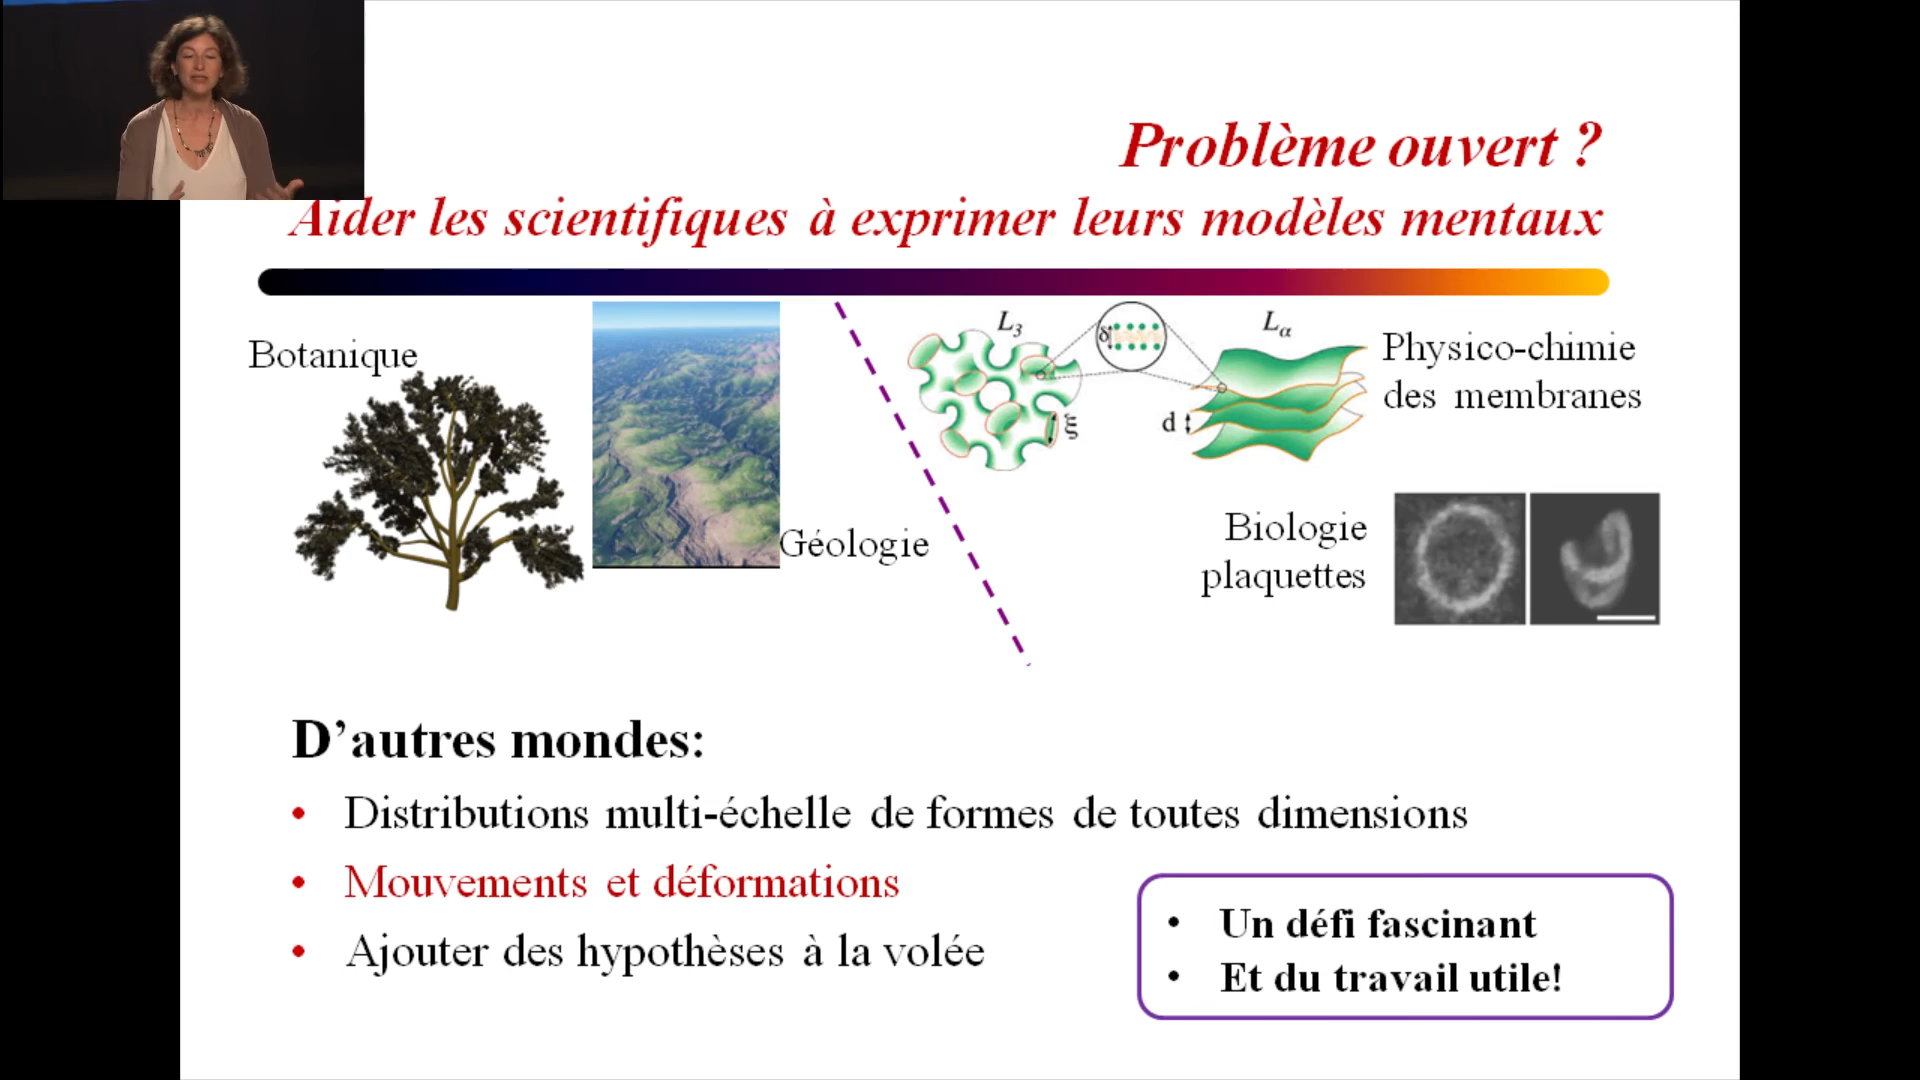 Problème ouvert ?
Aider les scientifiques à exprimer leurs modèles mentaux
Botanique
Géologie
L3
δ
ξ
Lα
d
Physico-chimie
des membranes
Biologie
plaquettes
D’autres mondes:
• Distributions multi-échelle de formes de toutes dimensions
• Mouvements et déformations
• Ajouter des hypothèses à la volée
• Un défi fascinant
• Et du travail utile!